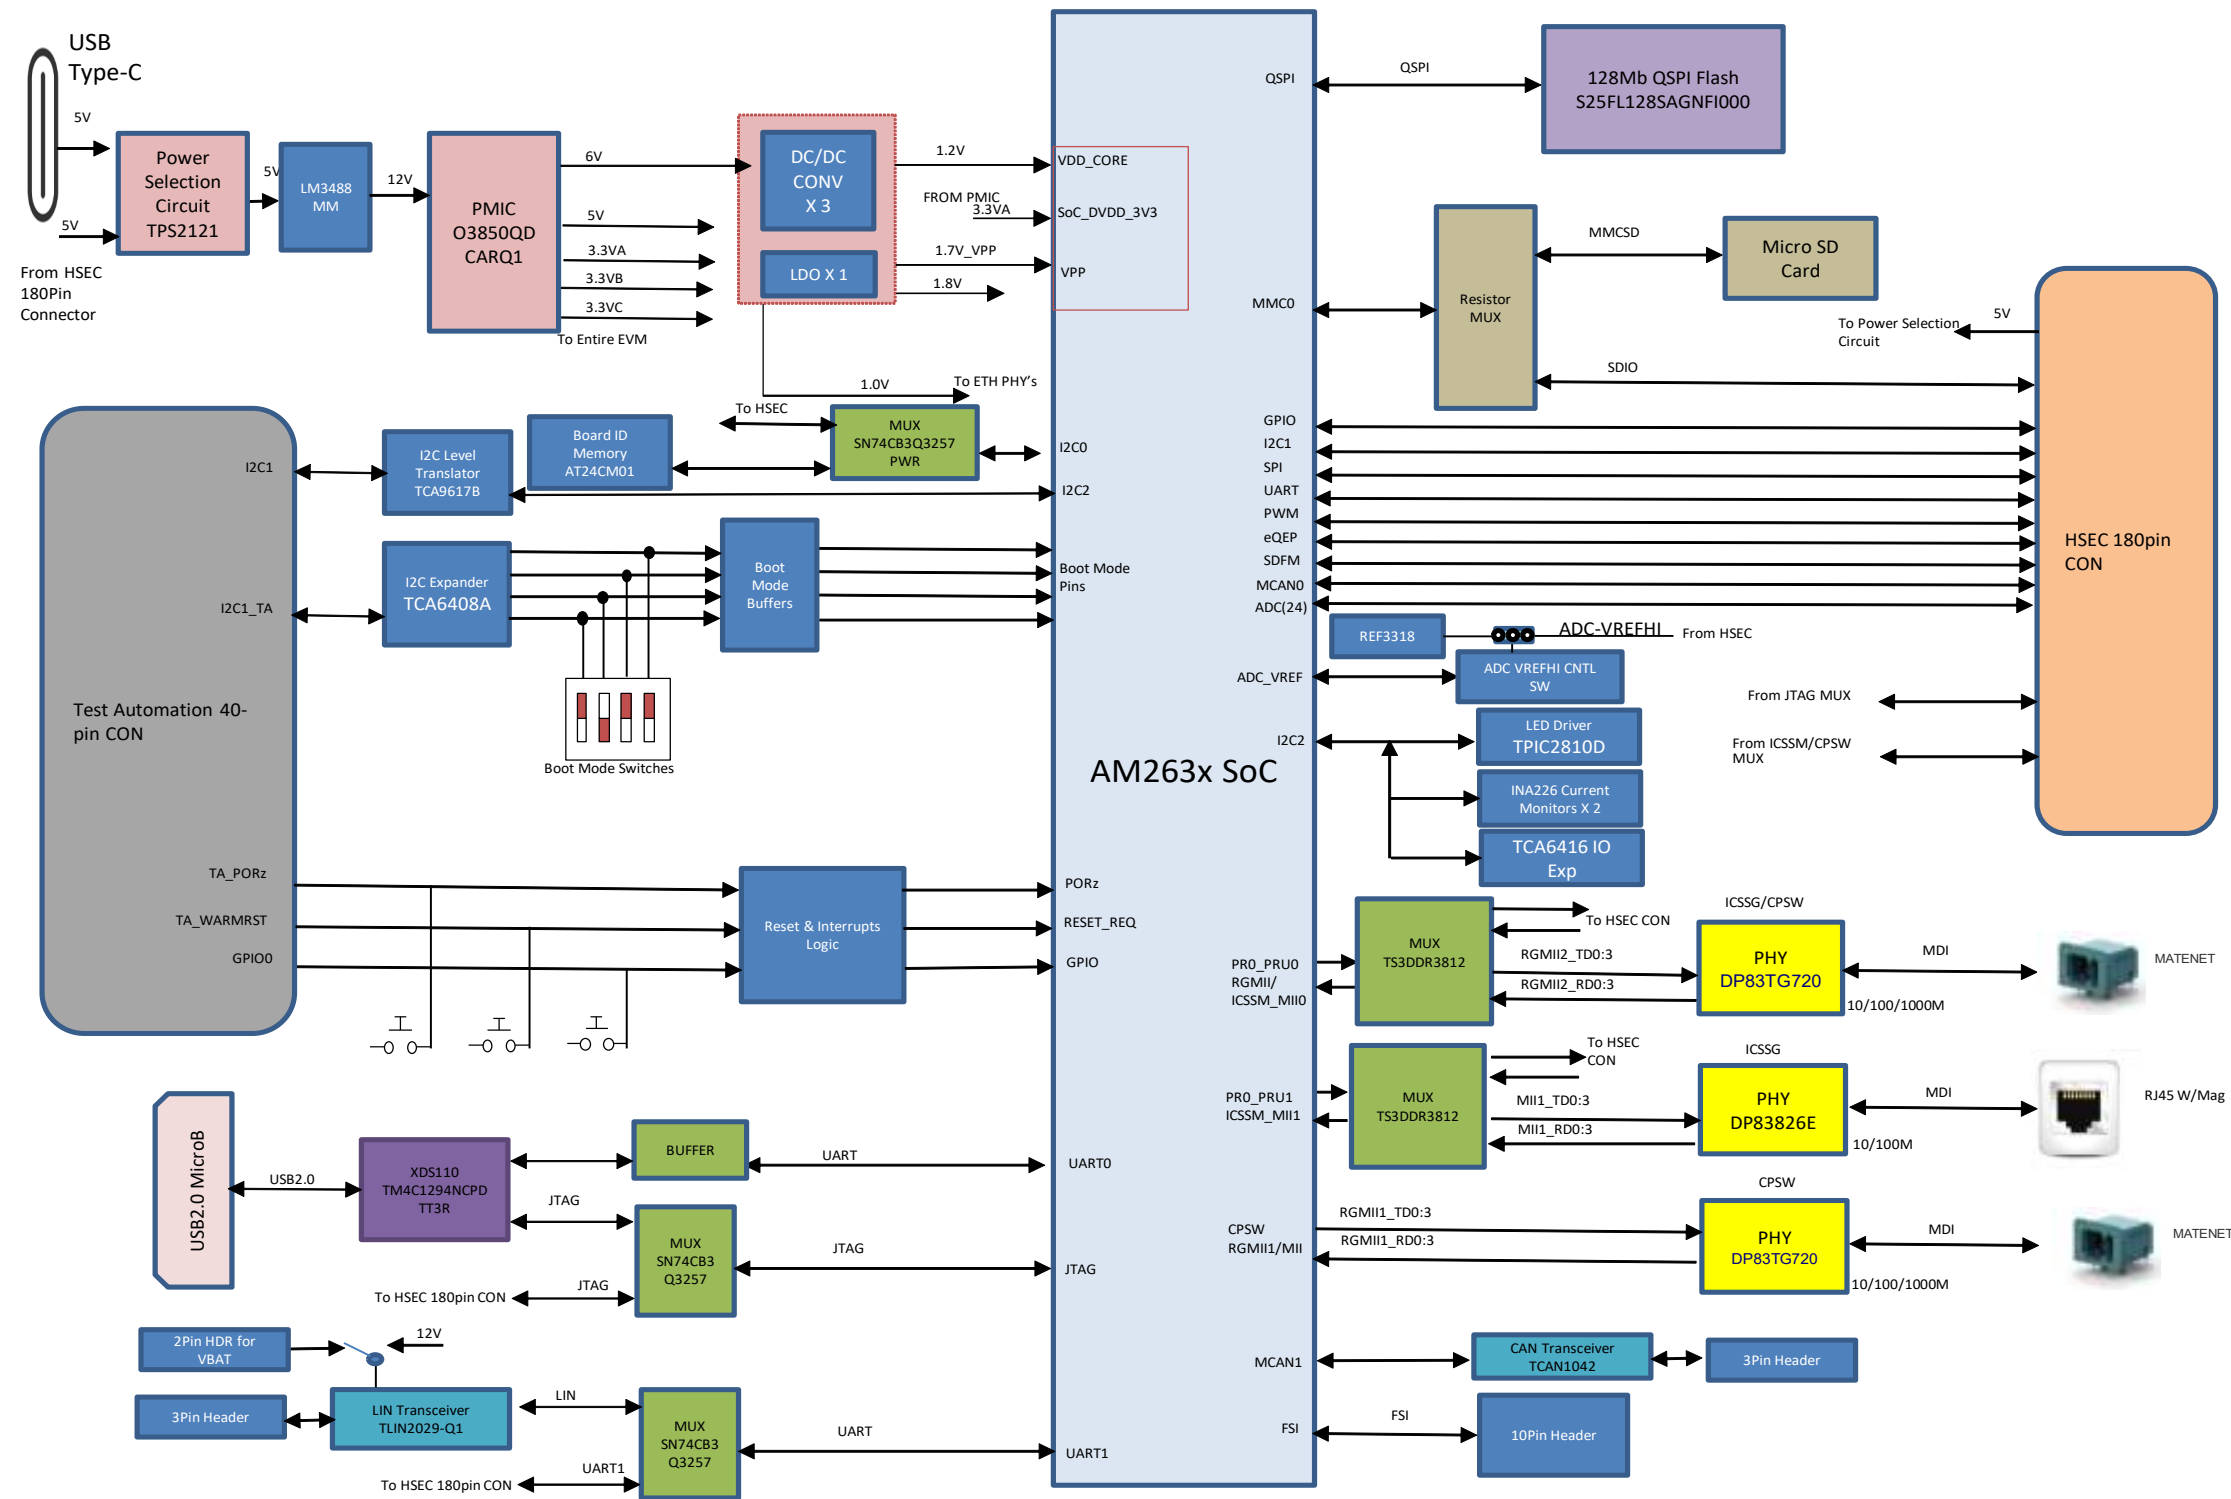 USB
Type-C
5V
5V
From HSEC
180Pin
Connector
Power
Selection
Circuit
TPS2121
5V
LM3488
MM
12V
PMIC
O3850QD
CARQ1
6V
5V
3.3VA
3.3VB
3.3VC
To Entire EVM
DC/DC
CONV
X 3
LDO X 1
1.2V
FROM PMIC
3.3VA
1.7V_VPP
1.8V
1.0V
To ETH PHY's
VDD_CORE
SoC_DVDD_3V3
VPP
Test Automation 40-
pin CON
I2C1
I2C1_TA
TA_PORz
TA_WARMRST
GPIO0
I2C Level
Translator
TCA9617B
Board ID
Memory
AT24CM01
To HSEC
MUX
SN74CB3Q3257
PWR
I2C0
I2C2
I2C Expander
TCA6408A
Boot
Mode
Buffers
Boot Mode
Pins
Boot Mode Switches
Reset & Interrupts
Logic
PORz
RESET_REQ
GPIO
USB2.0 MicroB
USB2.0
XDS110
TM4C1294NCPD
TT3R
BUFFER
UART
UART0
JTAG
MUX
SN74CB3
Q3257
JTAG
JTAG
To HSEC 180pin CON
JTAG
2Pin HDR for
VBAT
12V
3Pin Header
LIN Transceiver
TLIN2029-Q1
LIN
MUX
SN74CB3
Q3257
UART
UART1
To HSEC 180pin CON
UART1
AM263x SoC
QSPI
QSPI
128Mb QSPI Flash
S25FL128SAGNFI000
MMC0
Resistor
MUX
MMCSD
Micro SD
Card
SDIO
To Power Selection
Circuit
5V
HSEC 180pin
CON
GPIO
I2C1
SPI
UART
PWM
eQEP
SDFM
MCAN0
ADC(24)
REF3318
ADC-VREFHI
From HSEC
ADC_VREF
ADC VREFHI CNTL
SW
From JTAG MUX
From ICSSM/CPSW
MUX
I2C2
LED Driver
TPIC2810D
INA226 Current
Monitors X 2
TCA6416 IO
Exp
PR0_PRU0
RGMII/
ICSSM_MII0
MUX
TS3DDR3812
To HSEC CON
RGMII2_TD0:3
RGMII2_RD0:3
ICSSG/CPSW
PHY
DP83TG720
10/100/1000M
MDI
MATENET
PR0_PRU1
ICSSM_MII1
MUX
TS3DDR3812
To HSEC
CON
MII1_TD0:3
MII1_RD0:3
ICSSG
PHY
DP83826E
10/100M
MDI
RJ45 W/Mag
CPSW
RGMII1/MII
RGMII1_TD0:3
RGMII1_RD0:3
CPSW
PHY
DP83TG720
10/100/1000M
MDI
MATENET
MCAN1
CAN Transceiver
TCAN1042
3Pin Header
FSI
FSI
10Pin Header